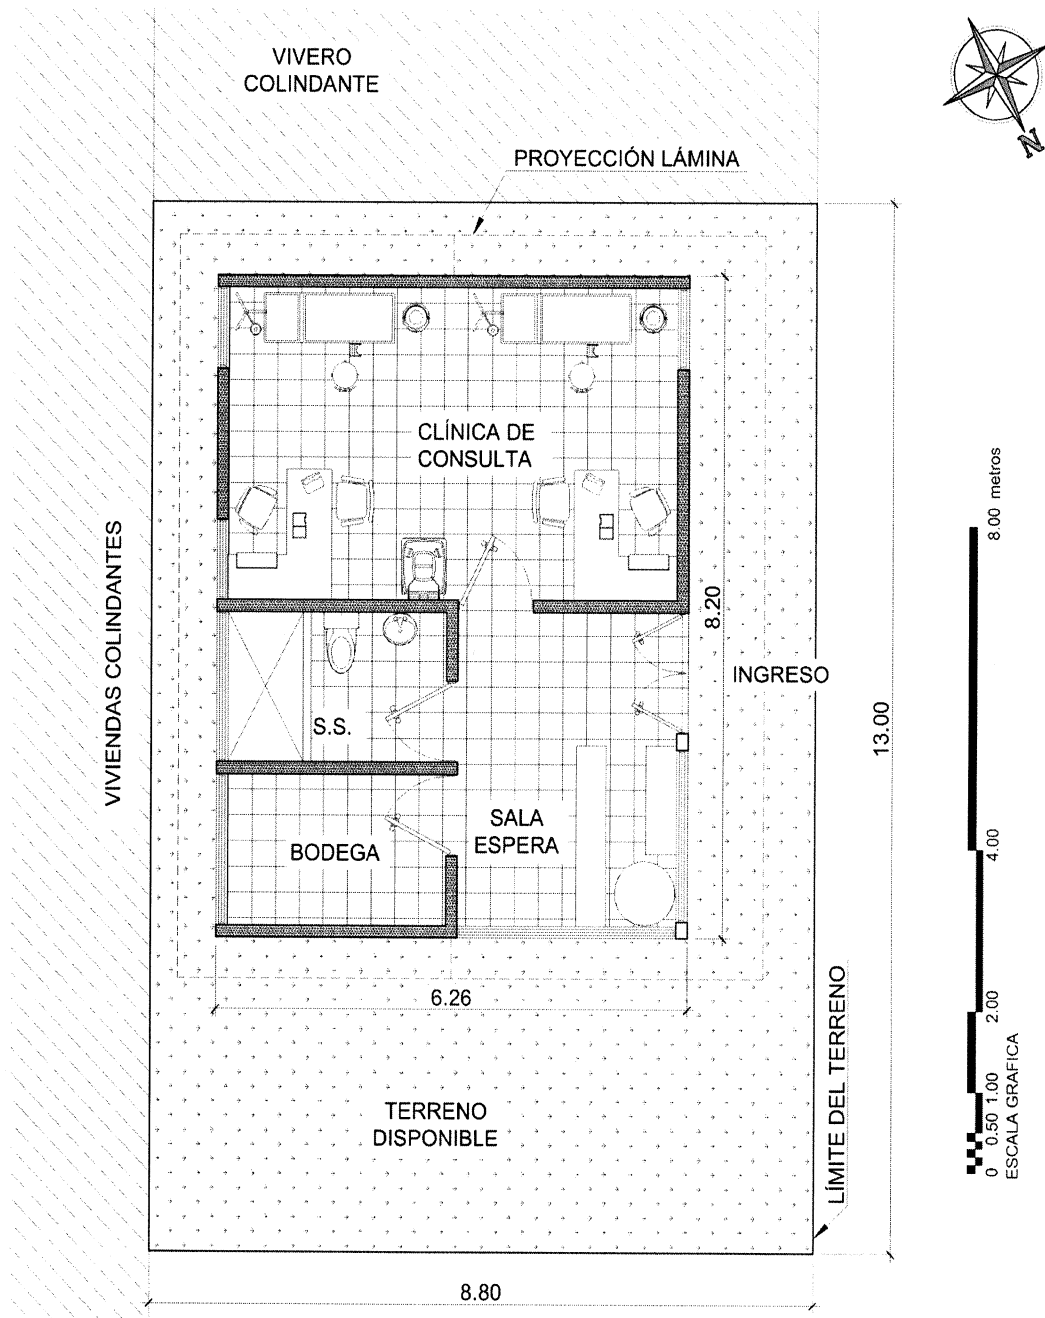 VIVERO
COLINDANTE
N
PROYECCIÓN LÁMINA
CLÍNICA DE
CONSULTA
VIVIENDAS COLINDANTES
8.20
INGRESO
13.00
S.S.
SALA
ESPERA
BODEGA
6.26
TERRENO
DISPONIBLE
LÍMITE DEL TERRENO
8.80
0 0.50 1.00 2.00 4.00 8.00 metros
ESCALA GRAFICA